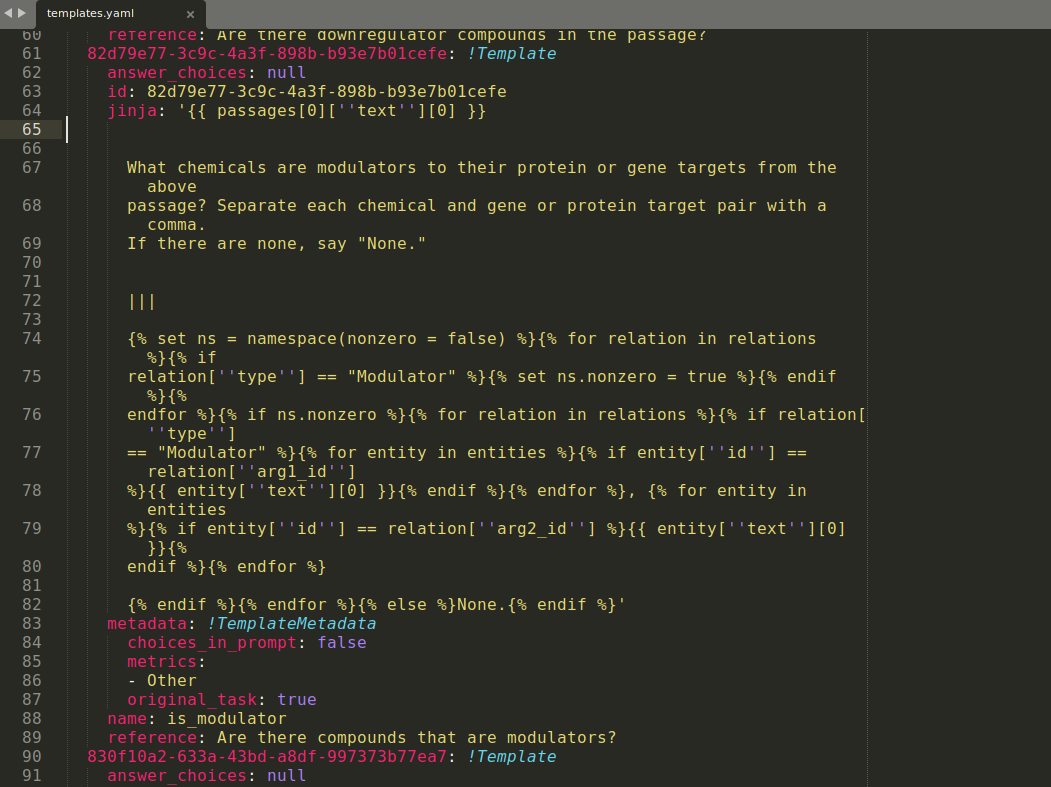 templates.yaml ×
60 reference: Are there downregulator compounds in the passage?
61 82d79e77-3c9c-4a3f-898b-b93e7b01cefe: !Template
62 answer_choices: null
63 id: 82d79e77-3c9c-4a3f-898b-b93e7b01cefe
64 jinja: '{{ passages[0][''text''][0] }}
65
66
67 What chemicals are modulators to their protein or gene targets from the
above
68 passage? Separate each chemical and gene or protein target pair with a
comma.
69 If there are none, say "None."
70
71
72 |||
73
74 {% set ns = namespace(nonzero = false) %}{% for relation in relations
%}{% if
75 relation[''type''] == "Modulator" %}{% set ns.nonzero = true %}{% endif
%}{%
76 endfor %}{% if ns.nonzero %}{% for relation in relations %}{% if relation[
''type'']
77 == "Modulator" %}{% for entity in entities %}{% if entity[''id''] ==
relation[''arg1_id'']
78 %}{{ entity[''text''][0] }}{% endif %}{% endfor %}, {% for entity in
entities
79 %}{% if entity[''id''] == relation[''arg2_id''] %}{{ entity[''text''][0]
}}{%
80 endif %}{% endfor %}
81
82 {% endif %}{% endfor %}{% else %}None.{% endif %}'
83 metadata: !TemplateMetadata
84 choices_in_prompt: false
85 metrics:
86 - Other
87 original_task: true
88 name: is_modulator
89 reference: Are there compounds that are modulators?
90 830f10a2-633a-43bd-a8df-997373b77ea7: !Template
91 answer_choices: null